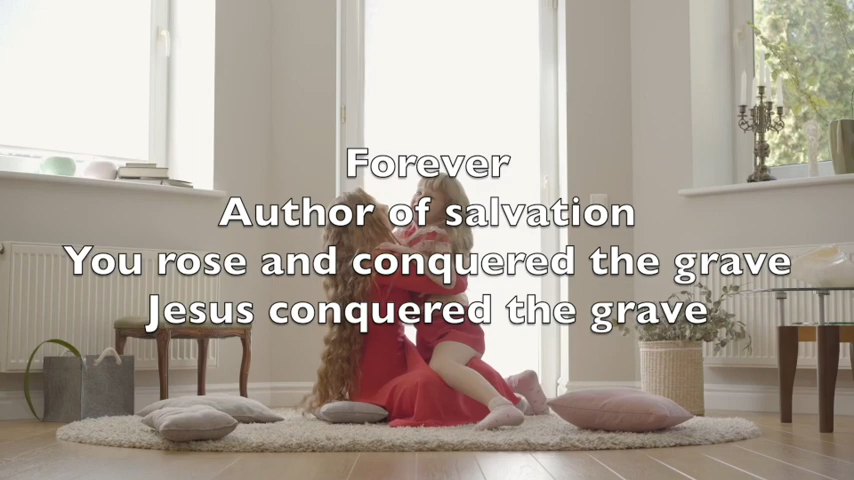 Forever
Author of salvation
You rose and conquered the grave
Jesus conquered the grave